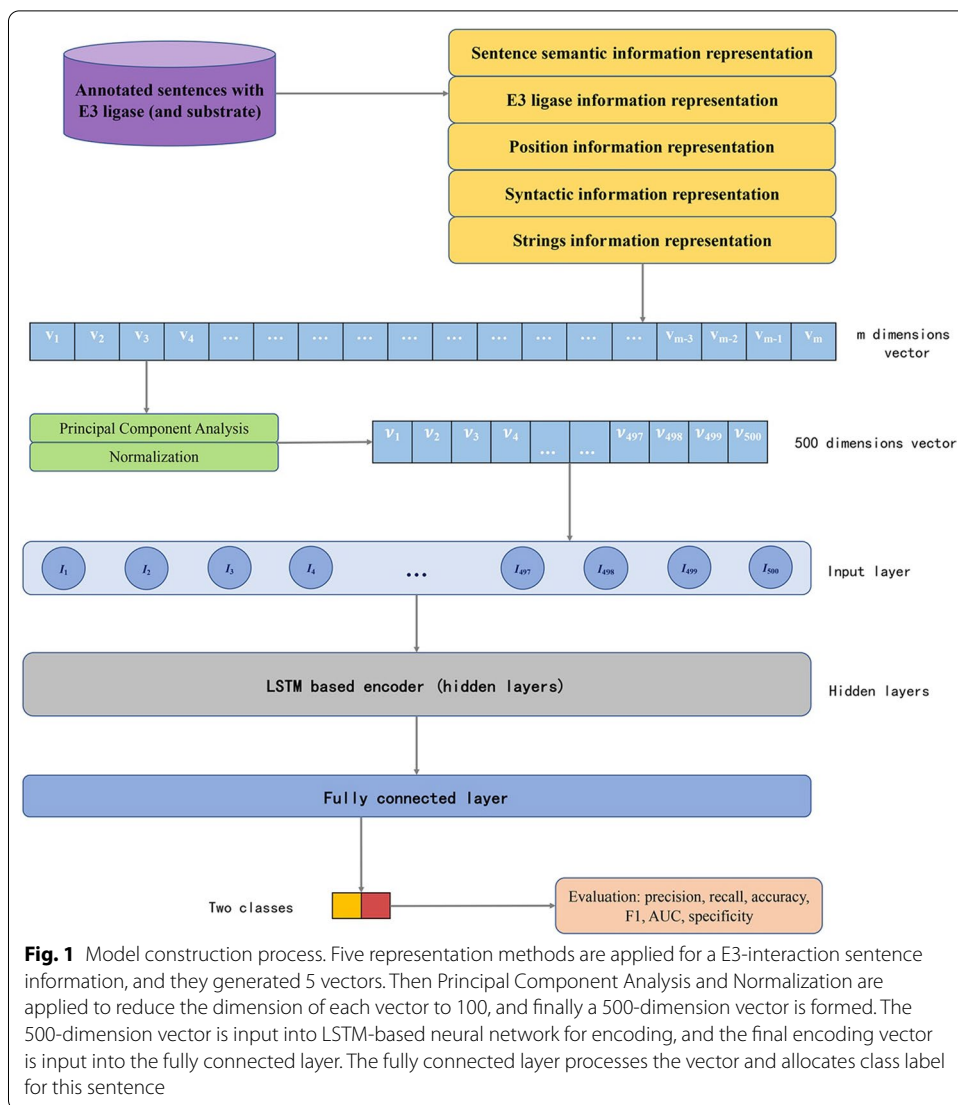 Annotated sentences with
E3 ligase (and substrate)
Sentence semantic information representation
E3 ligase information representation
Position information representation
Syntactic information representation
Strings information representation
v1 v2 v3 v4 ... ... ... ... ... ... ... ... ... ... vm-3 vm-2 vm-1 vm
m dimensions
vector
Principal Component Analysis
Normalization
v1 v2 v3 v4 ... ... v497 v498 v499 v500
500 dimensions vector
I1 I2 I3 I4 ... I497 I498 I499 I500
Input layer
LSTM based encoder (hidden layers)
Hidden layers
Fully connected layer
Two classes
Evaluation: precision, recall, accuracy,
F1, AUC, specificity
Fig. 1 Model construction process. Five representation methods are applied for a E3-interaction sentence
information, and they generated 5 vectors. Then Principal Component Analysis and Normalization are
applied to reduce the dimension of each vector to 100, and finally a 500-dimension vector is formed. The
500-dimension vector is input into LSTM-based neural network for encoding, and the final encoding vector
is input into the fully connected layer. The fully connected layer processes the vector and allocates class label
for this sentence